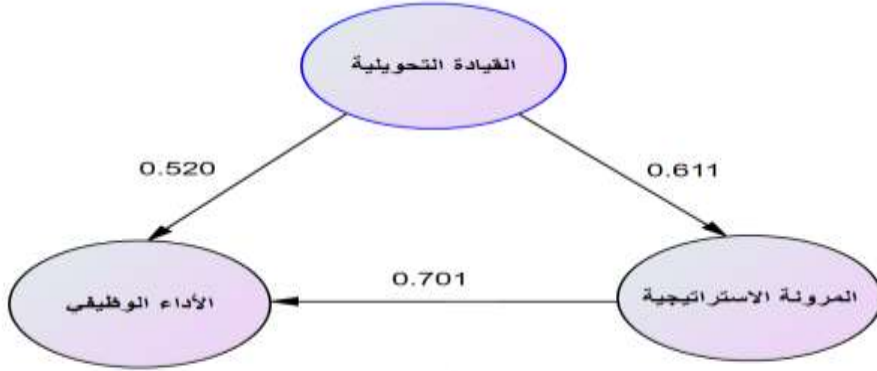 القيادة التحويلية
0.520
0.611
0.701
الأداء الوظيفي
المرونة الاستراتيجية